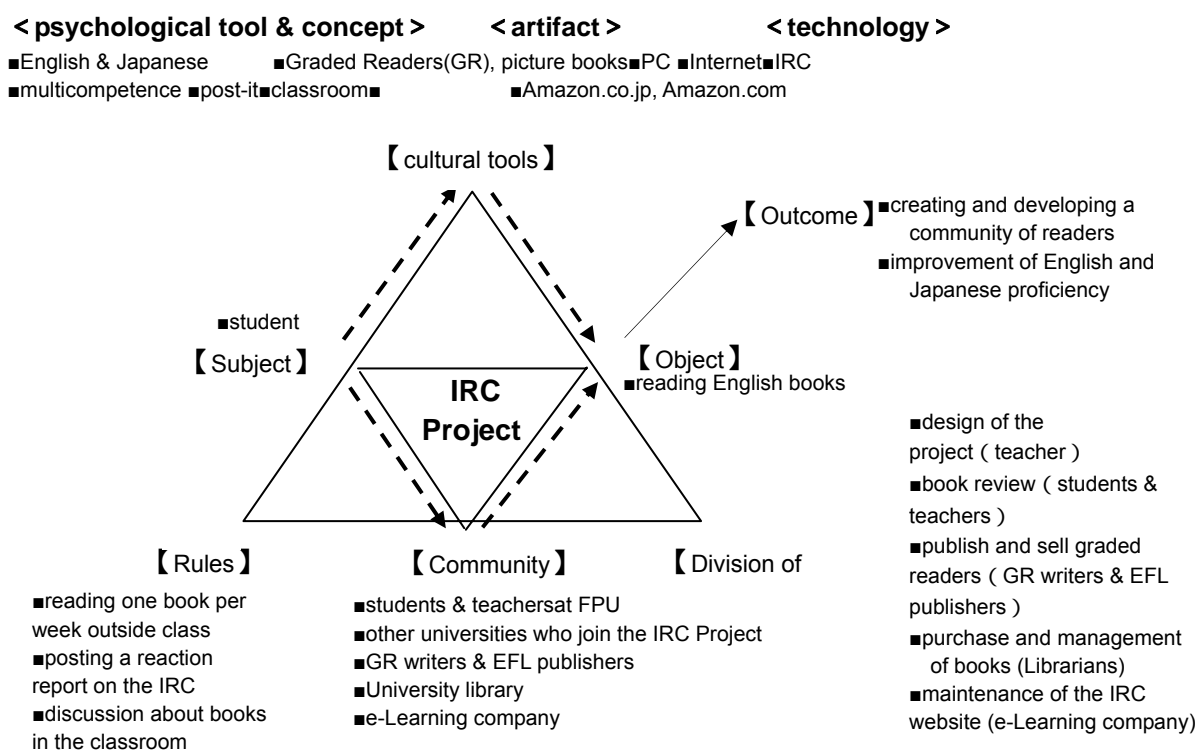 ＜psychological tool & concept＞ ＜artifact＞ ＜technology＞
■English & Japanese ■Graded Readers(GR), picture books■PC ■Internet■IRC
■multicompetence ■post-it■classroom■ ■Amazon.co.jp, Amazon.com
【cultural tools】
【Outcome】
■creating and developing a
community of readers
■improvement of English and
Japanese proficiency
■student
【Subject】
【Object】
■reading English books
IRC
Project
【Rules】
■reading one book per
week outside class
■posting a reaction
report on the IRC
■discussion about books
in the classroom
【Community】
■students & teachersat FPU
■other universities who join the IRC Project
■GR writers & EFL publishers
■University library
■e-Learning company
【Division of
■design of the
project（teacher）
■book review（students &
teachers）
■publish and sell graded
readers（GR writers & EFL
publishers）
■purchase and management
of books (Librarians)
■maintenance of the IRC
website (e-Learning company)